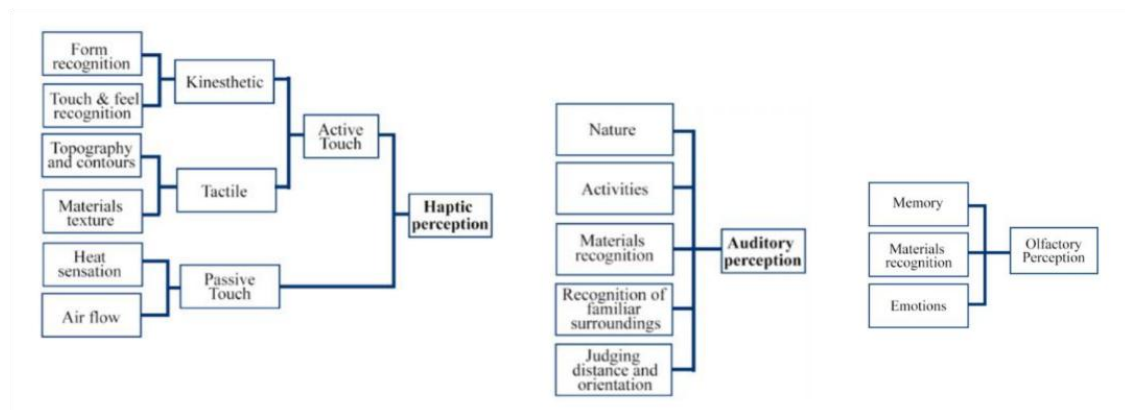 Form
recognition
Touch & feel
recognition
Topography
and contours
Materials
texture
Heat
sensation
Air flow
Kinesthetic
Tactile
Passive
Touch
Active
Touch
Haptic
perception
Nature
Activities
Materials
recognition
Recognition of
familiar
surroundings
Judging
distance and
orientation
Auditory
perception
Memory
Materials
recognition
Emotions
Olfactory
Perception